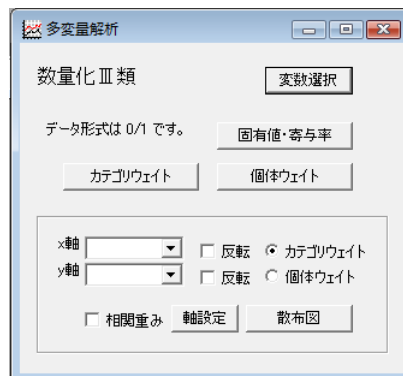 多変量解析
数量化Ⅲ類
変数選択
データ形式は 0/1 です。
固有値・寄与率
カテゴリウェイト
個体ウェイト
x軸
反転
カテゴリウェイト
y軸
反転
個体ウェイト
相関重み
軸設定
散布図